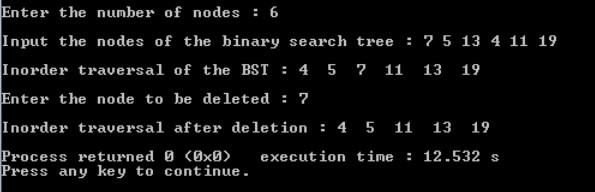 Enter the number of nodes : 6
Input the nodes of the binary search tree : 7 5 13 4 11 19
Inorder traversal of the BST : 4  5  7  11  13  19
Enter the node to be deleted : 7
Inorder traversal after deletion : 4  5  11  13  19
Process returned 0 (0x0)   execution time : 12.532 s
Press any key to continue.